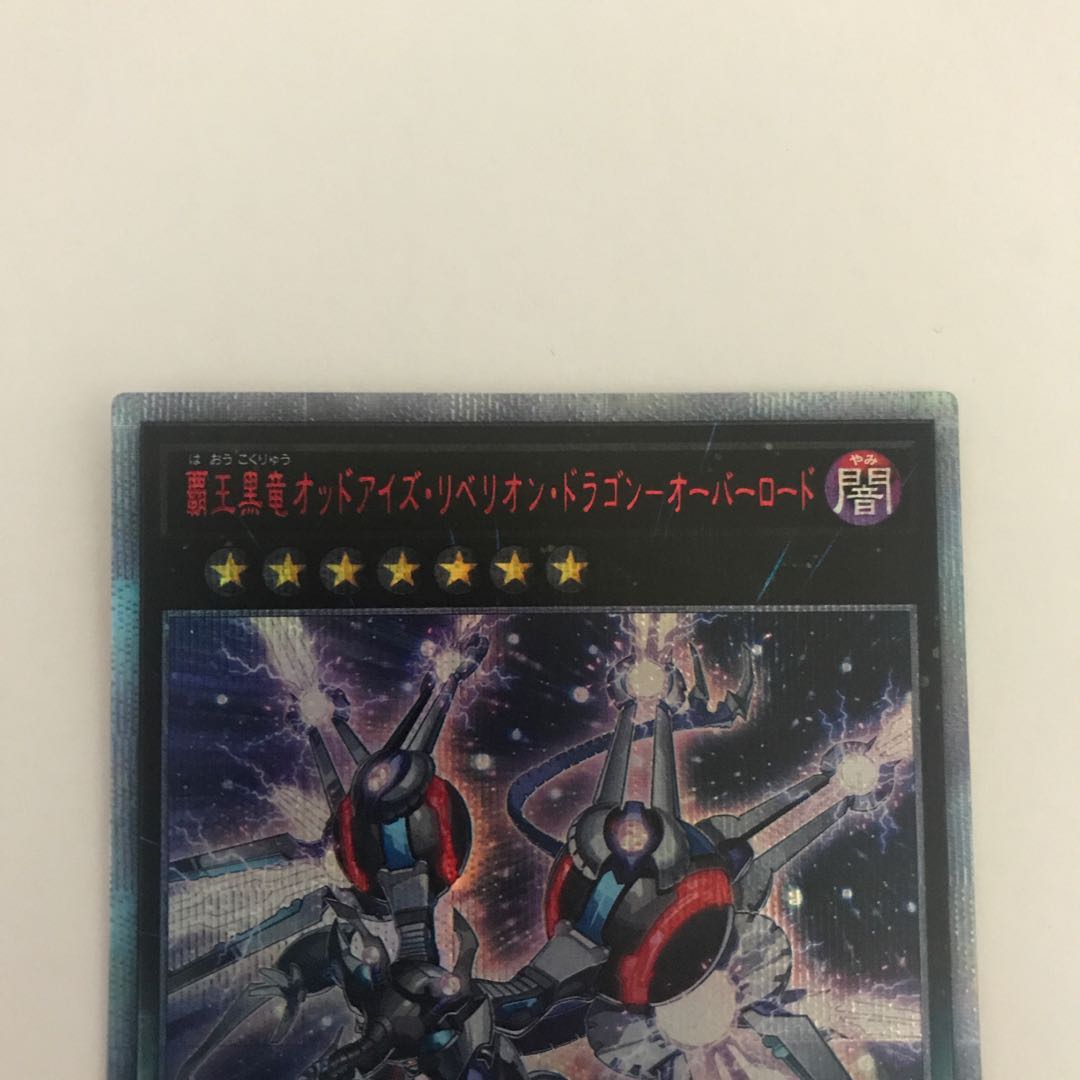 は おう こくりゅう
覇王黒竜オッドアイズ・リベリオン・ドラゴン－オーバーロード
やみ
闇